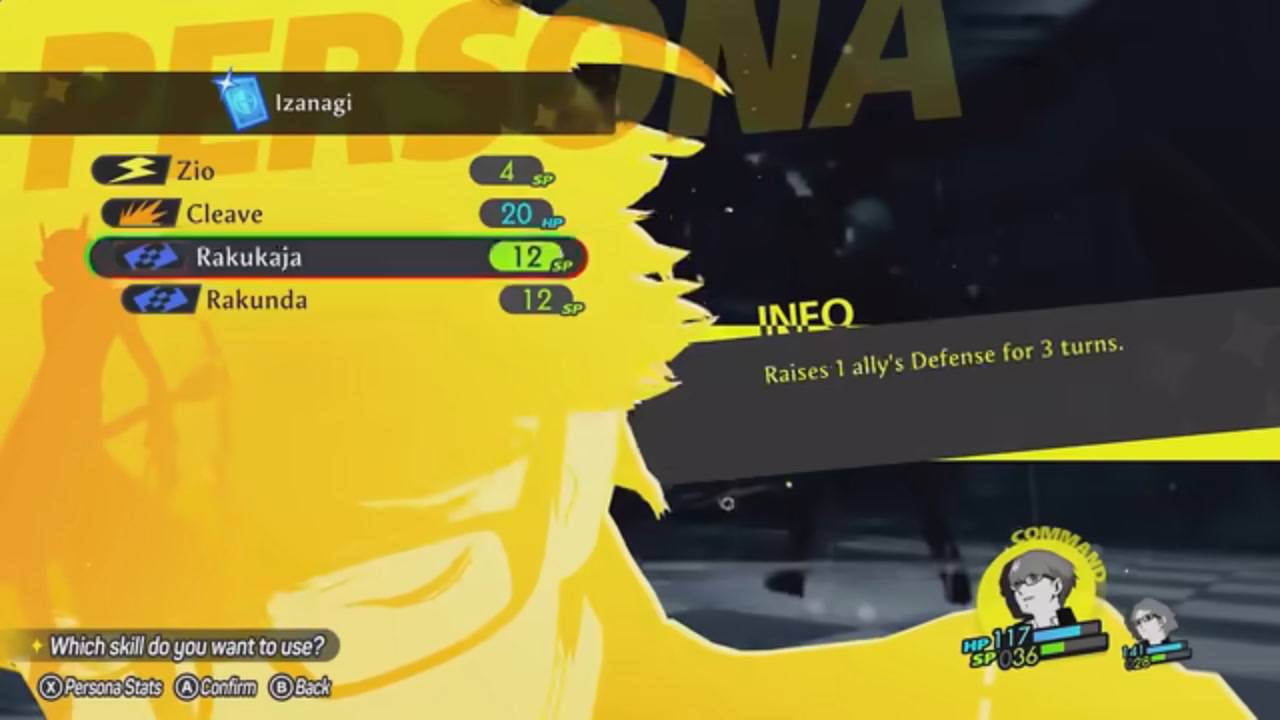 PERSONA
Izanagi
Zio 4 SP
Cleave 20 HP
Rakukaja 12 SP
Rakunda 12 SP
INFO
Raises 1 ally's Defense for 3 turns.
COMMAND
HP 117
SP 036
141
028
Which skill do you want to use?
X Persona Stats A Confirm B Back